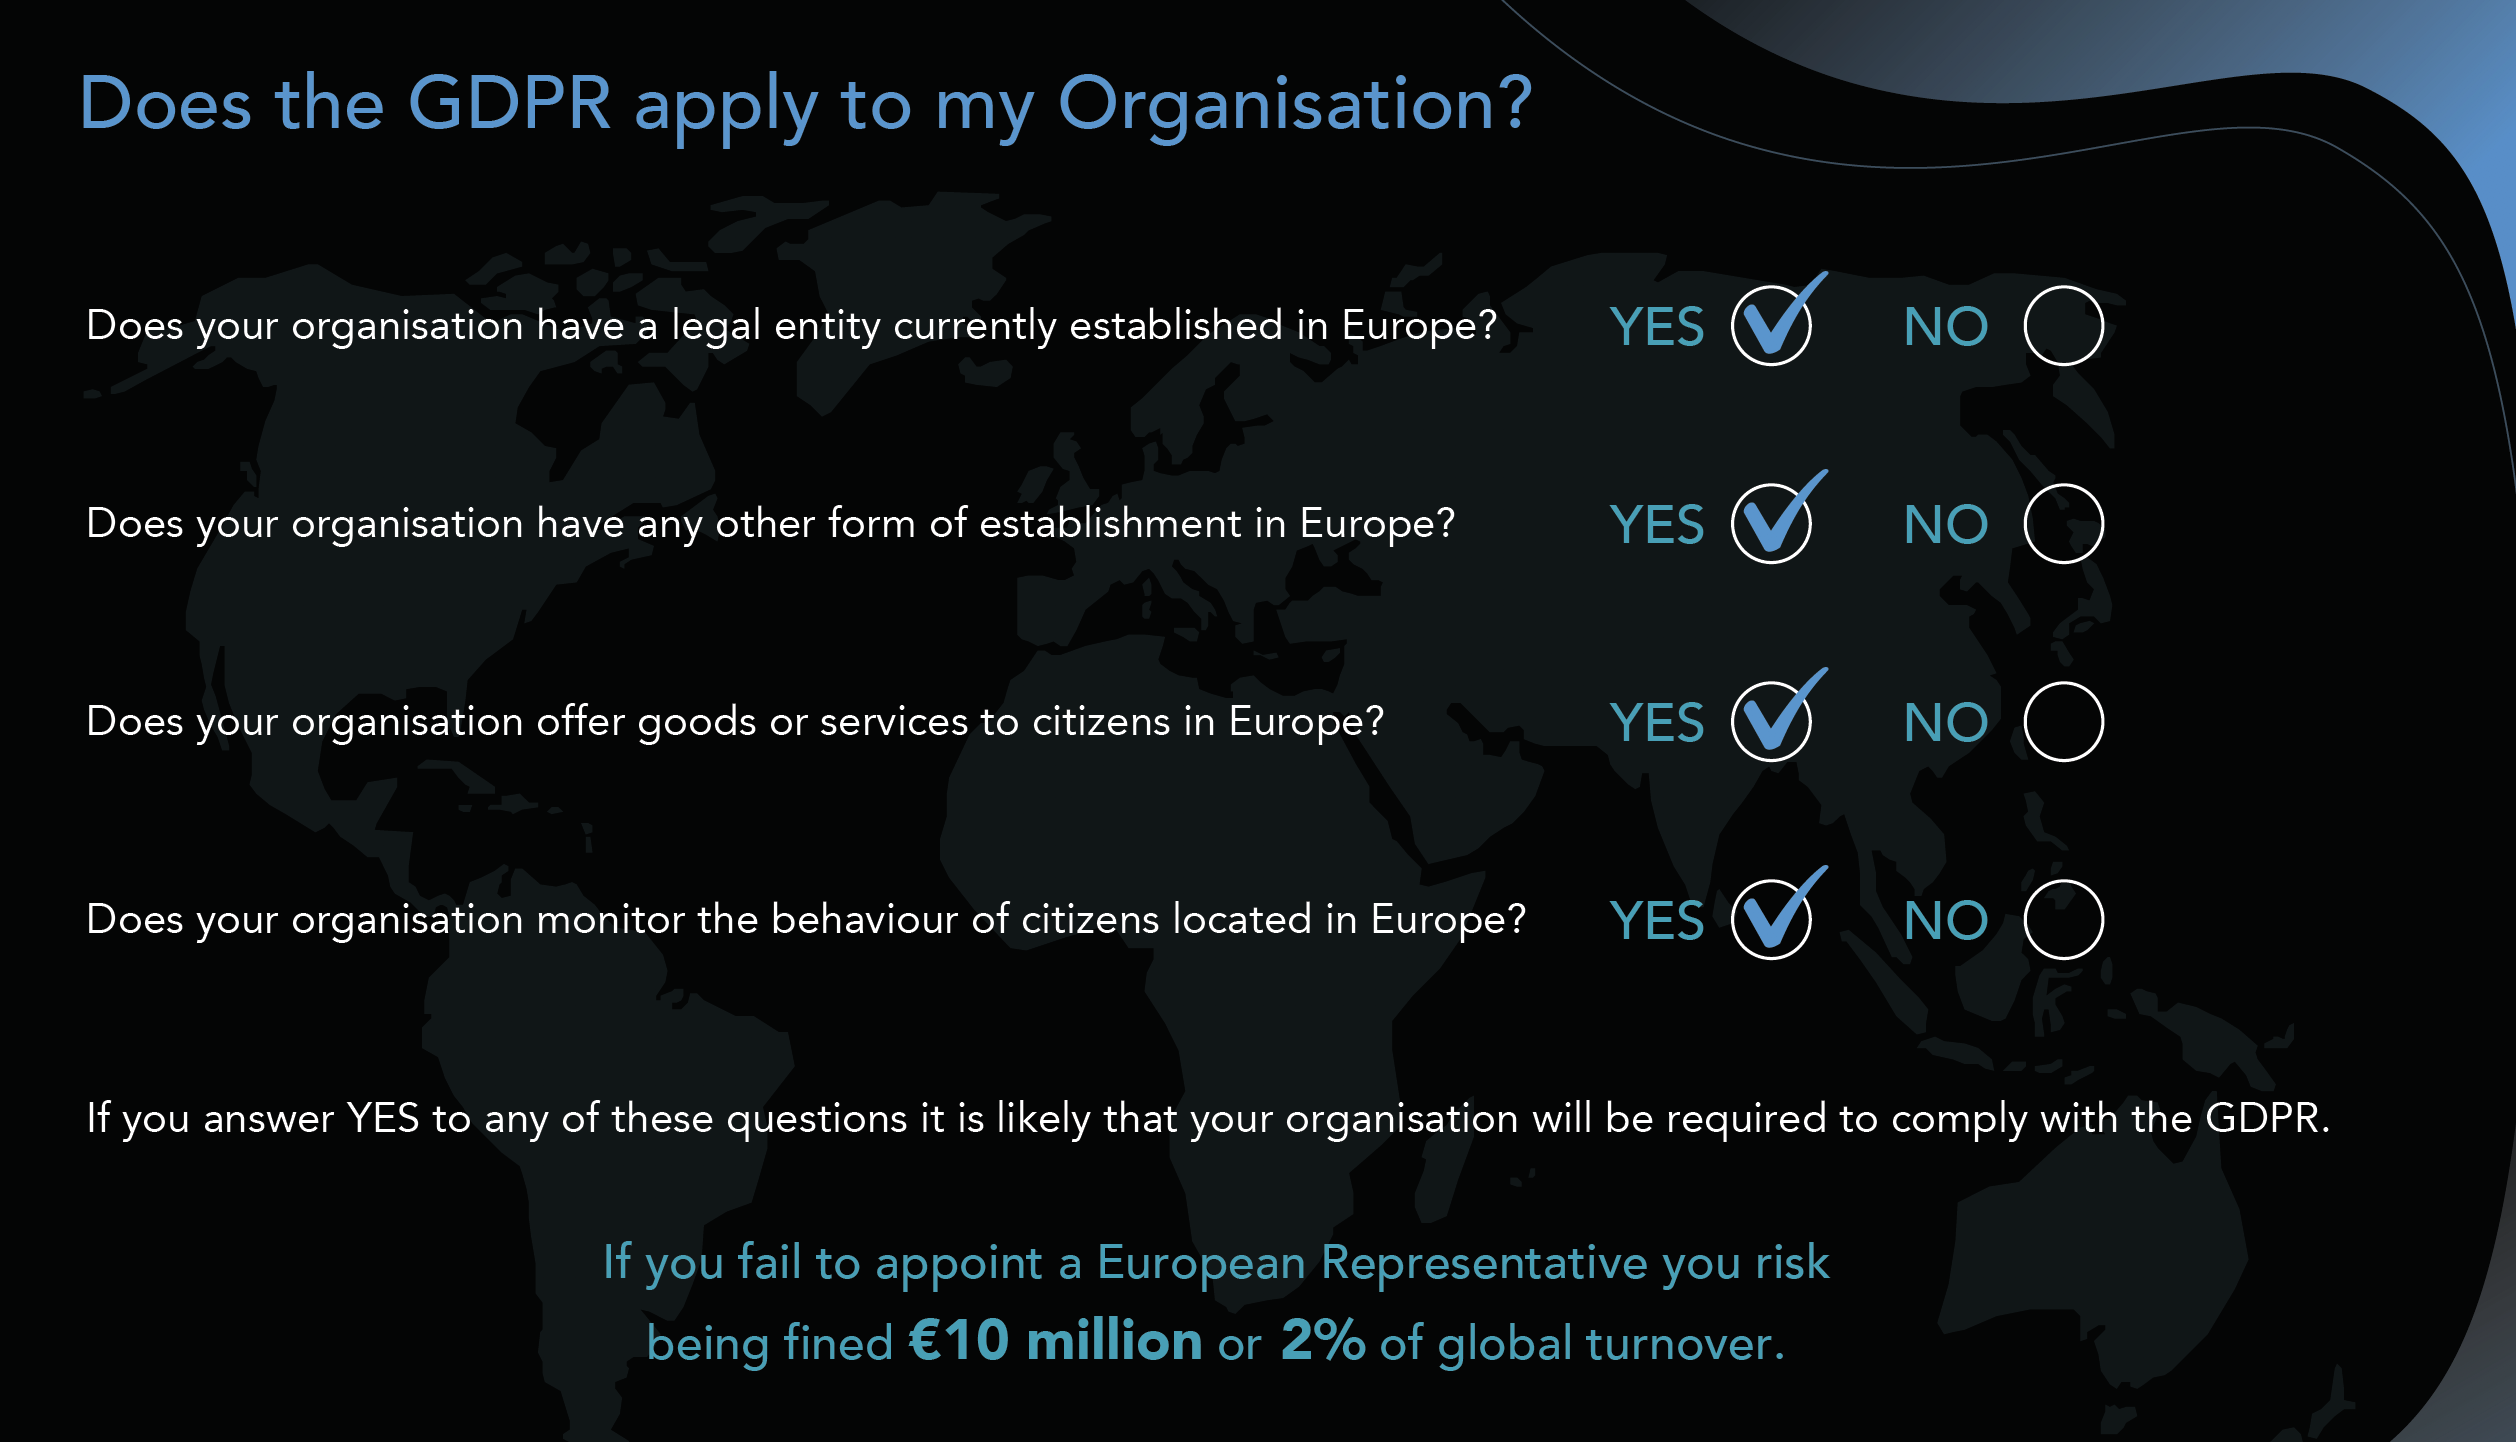 Does the GDPR apply to my Organisation?
Does your organisation have a legal entity currently established in Europe? YES NO
Does your organisation have any other form of establishment in Europe? YES NO
Does your organisation offer goods or services to citizens in Europe? YES NO
Does your organisation monitor the behaviour of citizens located in Europe? YES NO
If you answer YES to any of these questions it is likely that your organisation will be required to comply with the GDPR.
If you fail to appoint a European Representative you risk
being fined €10 million or 2% of global turnover.